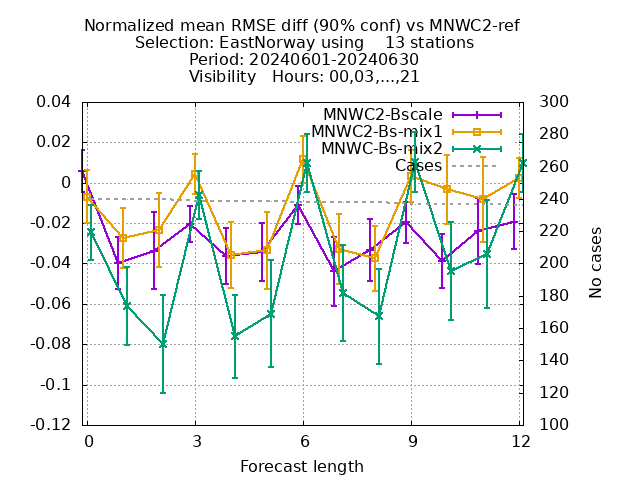 Normalized mean RMSE diff (90% conf) vs MNWC2-ref
Selection: EastNorway using 13 stations
Period: 20240601-20240630
Visibility Hours: 00,03,...,21
MNWC2-Bscale
MNWC2-Bs-mix1
MNWC-Bs-mix2
Cases
0.04
0.02
0
-0.02
-0.04
-0.06
-0.08
-0.1
-0.12
300
280
260
240
220
200
180
160
140
120
100
No cases
0 3 6 9 12
Forecast length